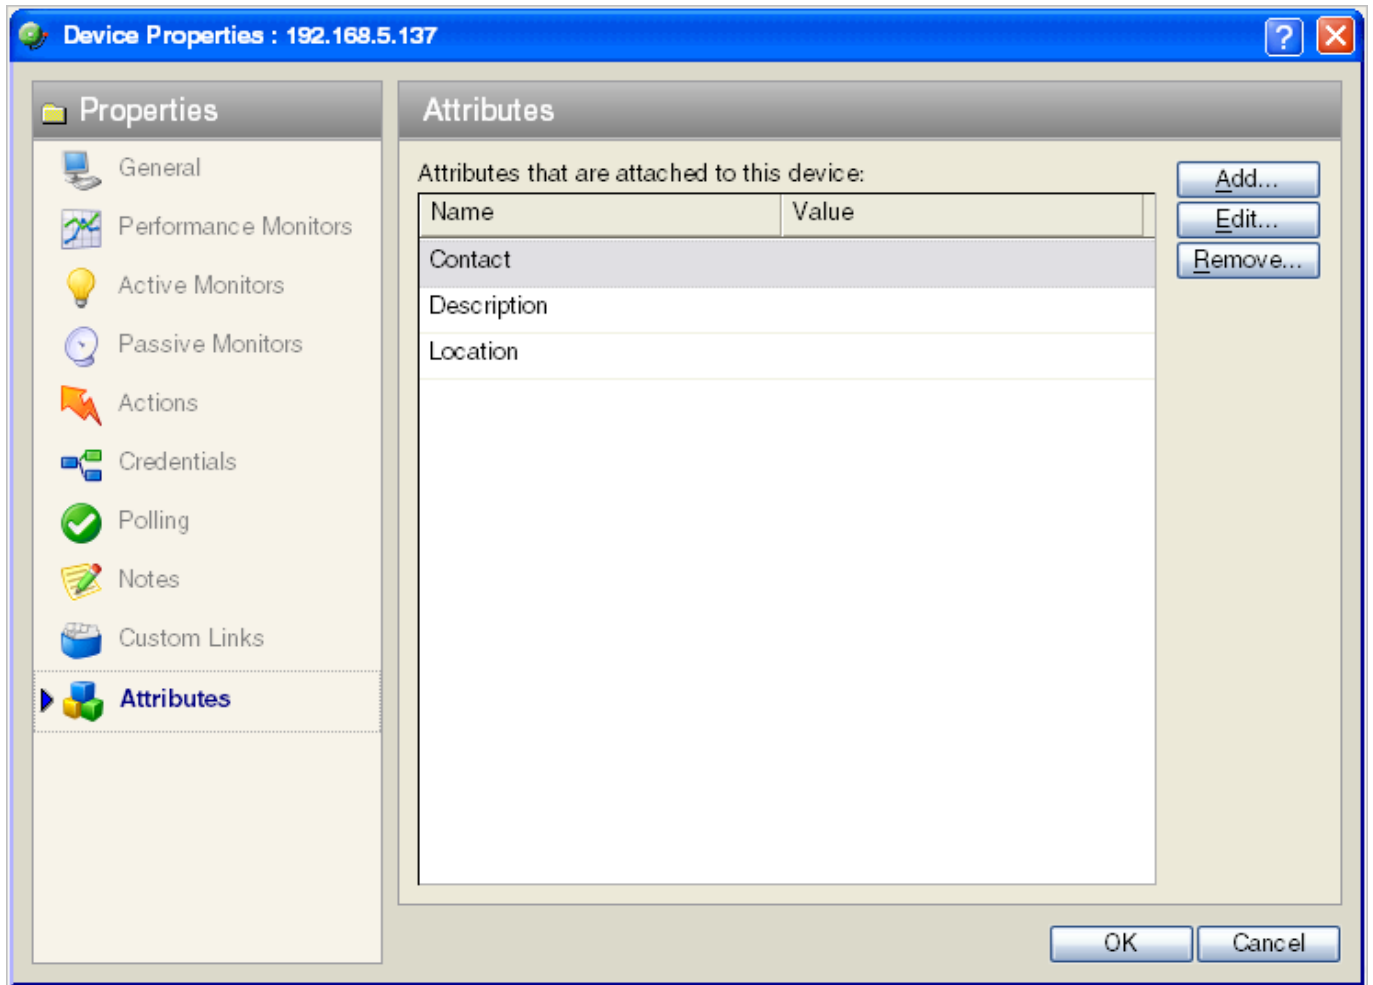 Device Properties : 192.168.5.137
?
Properties
General
Performance Monitors
Active Monitors
Passive Monitors
Actions
Credentials
Polling
Notes
Custom Links
Attributes
Attributes
Attributes that are attached to this device:
Name Value
Contact
Description
Location
Add...
Edit...
Remove...
OK Cancel